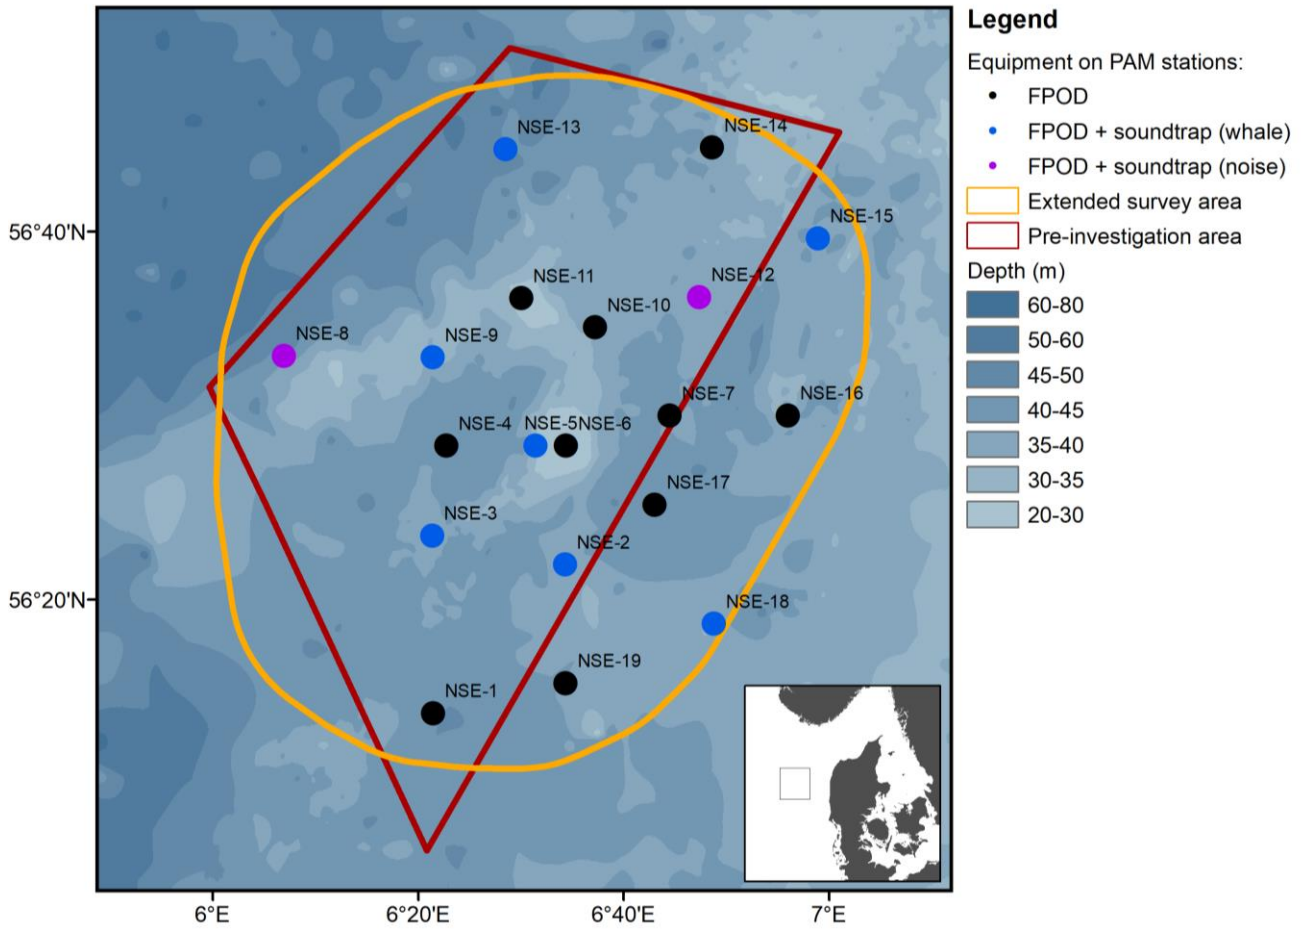 Legend
Equipment on PAM stations:
FPOD
FPOD + soundtrap (whale)
FPOD + soundtrap (noise)
Extended survey area
Pre-investigation area
Depth (m)
60-80
50-60
45-50
40-45
35-40
30-35
20-30
NSE-13
NSE-14
NSE-15
NSE-11
NSE-12
NSE-10
NSE-8
NSE-9
NSE-7
NSE-16
NSE-4
NSE-5
NSE-6
NSE-17
NSE-3
NSE-2
NSE-18
NSE-19
NSE-1
56°40'N
56°20'N
6°E
6°20'E
6°40'E
7°E